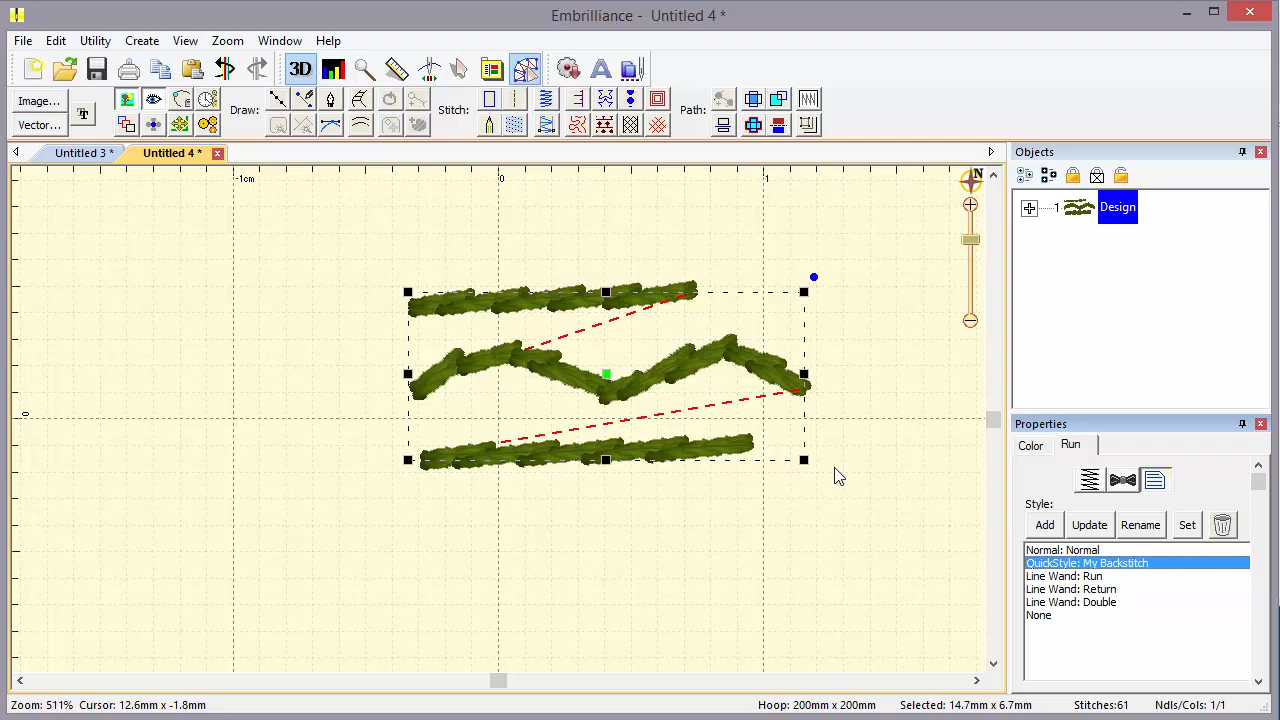 Embrilliance - Untitled 4 *
File Edit Utility Create View Zoom Window Help
3D A
Image... T Draw: Stitch: Path:
Vector...
Untitled 3 * Untitled 4 * x
Objects
-1cm 0 1 N
1 Design
0
Properties
Color Run
Style:
Add Update Rename Set
Normal: Normal
QuickStyle: My Backstitch
Line Wand: Run
Line Wand: Return
Line Wand: Double
None
Zoom: 511% Cursor: 12.6mm x -1.8mm Hoop: 200mm x 200mm Selected: 14.7mm x 6.7mm Stitches:61 Ndls/Cols: 1/1